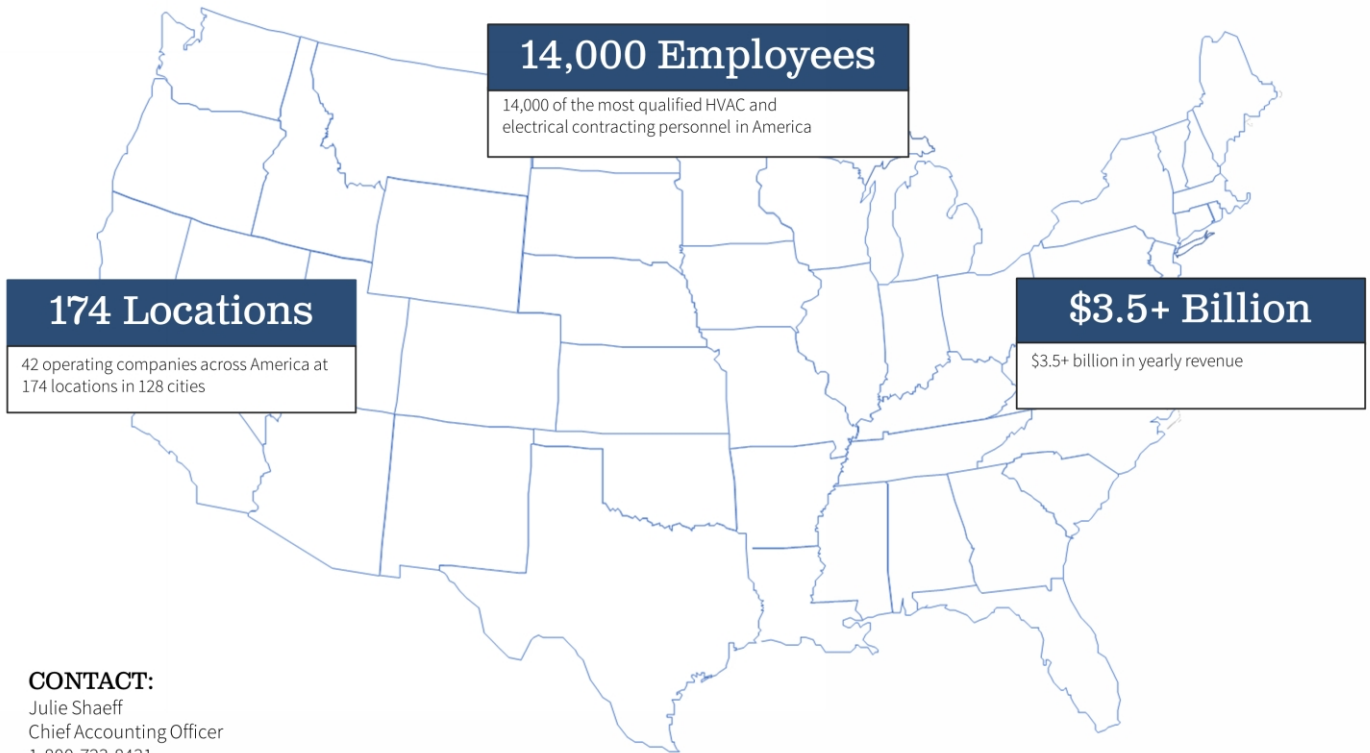 14,000 Employees
14,000 of the most qualified HVAC and
electrical contracting personnel in America
174 Locations
42 operating companies across America at
174 locations in 128 cities
$3.5+ Billion
$3.5+ billion in yearly revenue
CONTACT:
Julie Shaeff
Chief Accounting Officer